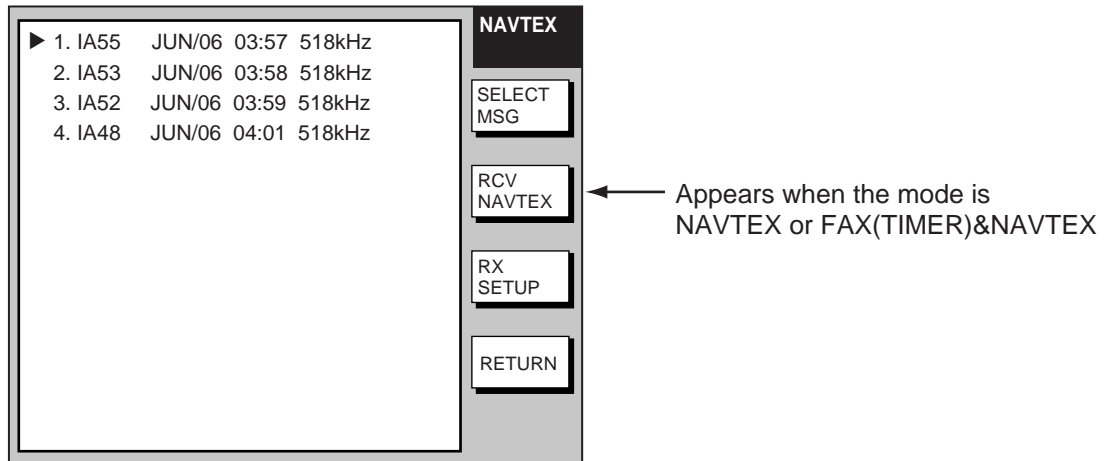 ▶ 1. IA55 JUN/06 03:57 518kHz
2. IA53 JUN/06 03:58 518kHz
3. IA52 JUN/06 03:59 518kHz
4. IA48 JUN/06 04:01 518kHz
NAVTEX
SELECT
MSG
RCV
NAVTEX
RX
SETUP
RETURN
Appears when the mode is
NAVTEX or FAX(TIMER)&NAVTEX